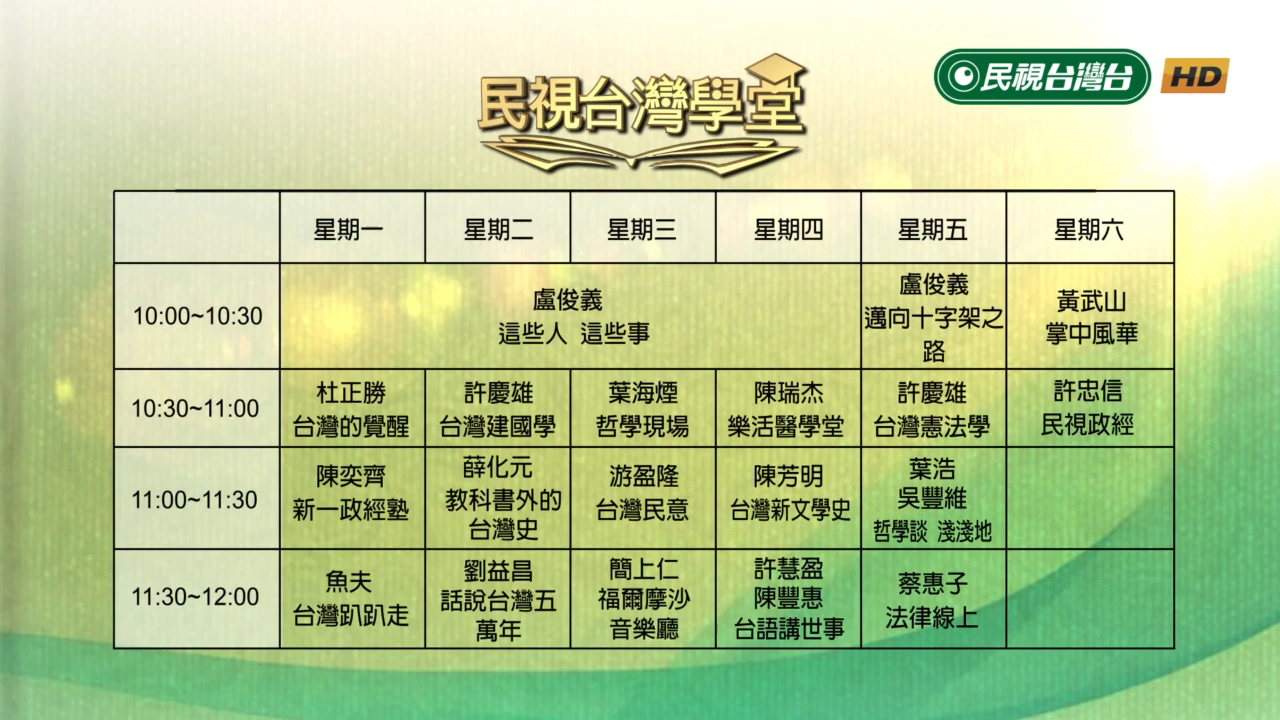 民視台灣學堂
民視台灣台 HD
星期一 星期二 星期三 星期四 星期五 星期六
10:00~10:30
盧俊義
這些人 這些事
盧俊義
邁向十字架之
路
黃武山
掌中風華
10:30~11:00
杜正勝
台灣的覺醒
許慶雄
台灣建國學
葉海煙
哲學現場
陳瑞杰
樂活醫學堂
許慶雄
台灣憲法學
許忠信
民視政經
11:00~11:30
陳奕齊
新一政經塾
薛化元
教科書外的
台灣史
游盈隆
台灣民意
陳芳明
台灣新文學史
葉浩
吳豐維
哲學談 淺淺地
11:30~12:00
魚夫
台灣趴趴走
劉益昌
話說台灣五
萬年
簡上仁
福爾摩沙
音樂廳
許慧盈
陳豐惠
台語講世事
蔡惠子
法律線上